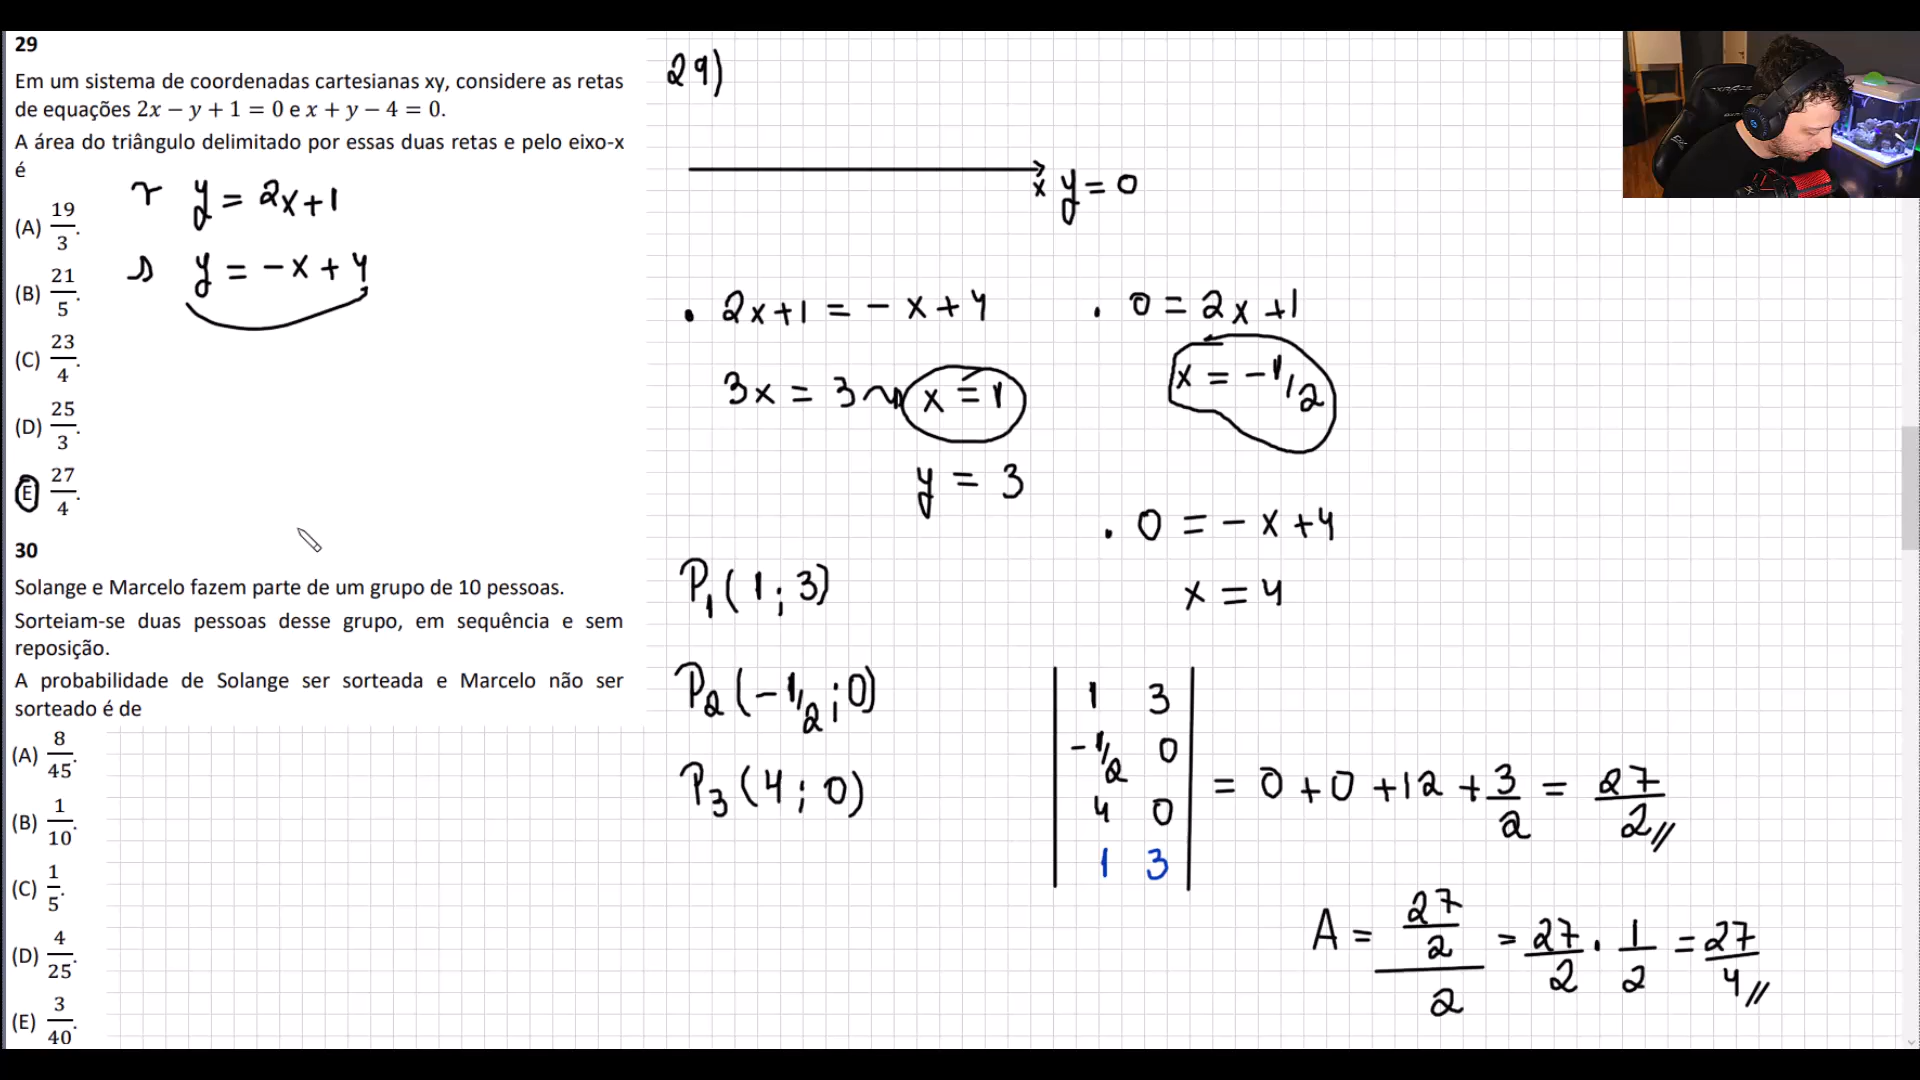 29
Em um sistema de coordenadas cartesianas xy, considere as retas
de equações 2x − y + 1 = 0 e x + y − 4 = 0.
A área do triângulo delimitado por essas duas retas e pelo eixo-x
é
r y = 2x+1
s y = -x+4
(A) 19/3.
(B) 21/5.
(C) 23/4.
(D) 25/3.
(E) 27/4.
30
Solange e Marcelo fazem parte de um grupo de 10 pessoas.
Sorteiam-se duas pessoas desse grupo, em sequência e sem
reposição.
A probabilidade de Solange ser sorteada e Marcelo não ser
sorteado é de
(A) 8/45.
(B) 1/10.
(C) 1/5.
(D) 4/25.
(E) 3/40.
29)
x y = 0
. 2x+1 = -x+4
3x = 3 ~> x = 1
y = 3
. 0 = 2x+1
x = -1/2
. 0 = -x+4
x = 4
P1(1;3)
P2(-1/2;0)
P3(4;0)
1 3
-1/2 0
4 0
1 3
= 0+0+12+3/2 = 27/2//
A = 27/2/2 = 27/2 . 1/2 = 27/4//